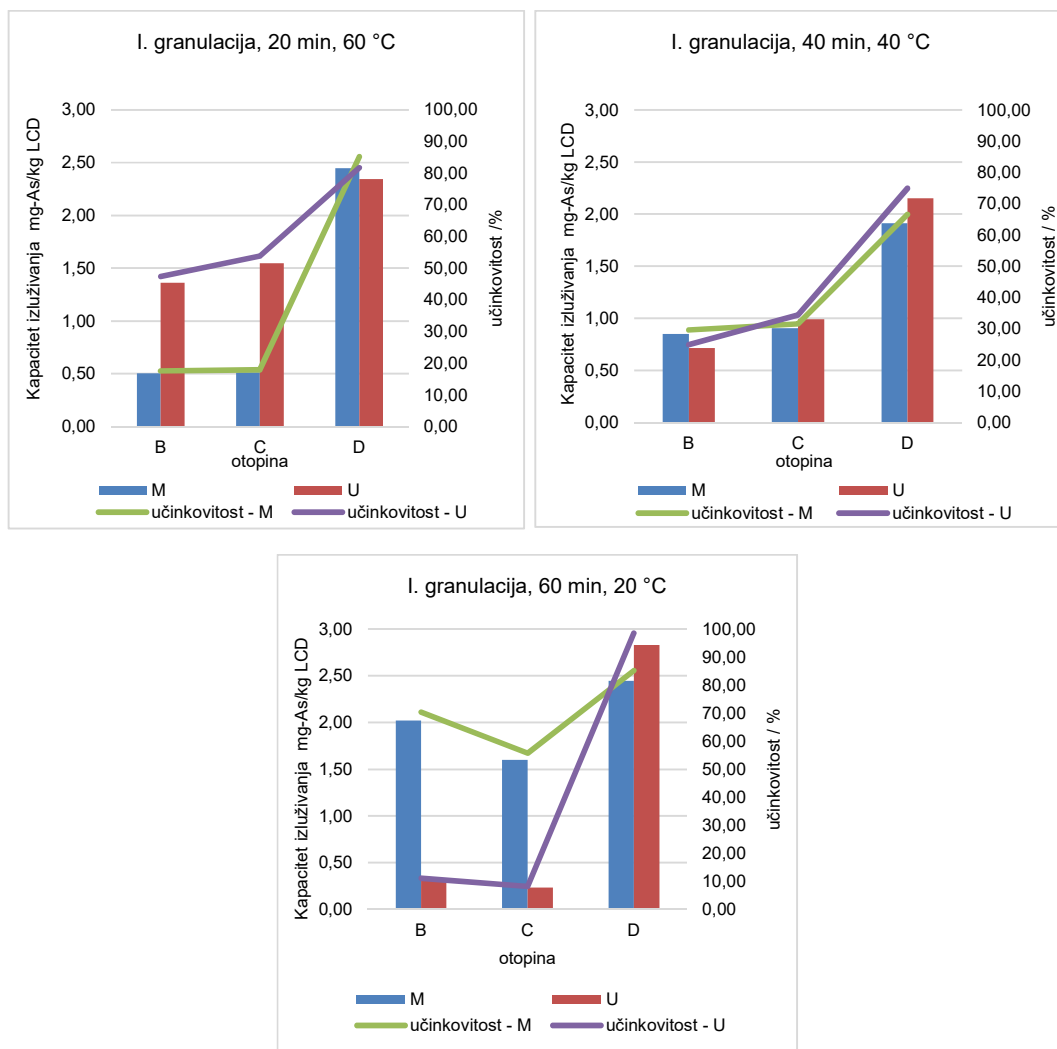 I. granulacija, 20 min, 60 °C
Kapacitet izluživanja mg-As/kg LCD
3,00
2,50
2,00
1,50
1,00
0,50
0,00
100,00
90,00
80,00
70,00
60,00
50,00
40,00
30,00
20,00
10,00
0,00
učinkovitost /%
B C D
otopina
M U
učinkovitost - M učinkovitost - U
I. granulacija, 40 min, 40 °C
Kapacitet izluživanja mg-As/kg LCD
3,00
2,50
2,00
1,50
1,00
0,50
0,00
100,00
90,00
80,00
70,00
60,00
50,00
40,00
30,00
20,00
10,00
0,00
učinkovitost / %
B C D
otopina
M U
učinkovitost - M učinkovitost - U
I. granulacija, 60 min, 20 °C
Kapacitet izluživanja mg-As/kg LCD
3,00
2,50
2,00
1,50
1,00
0,50
0,00
100,00
90,00
80,00
70,00
60,00
50,00
40,00
30,00
20,00
10,00
0,00
učinkovitost / %
B C D
otopina
M U
učinkovitost - M učinkovitost - U